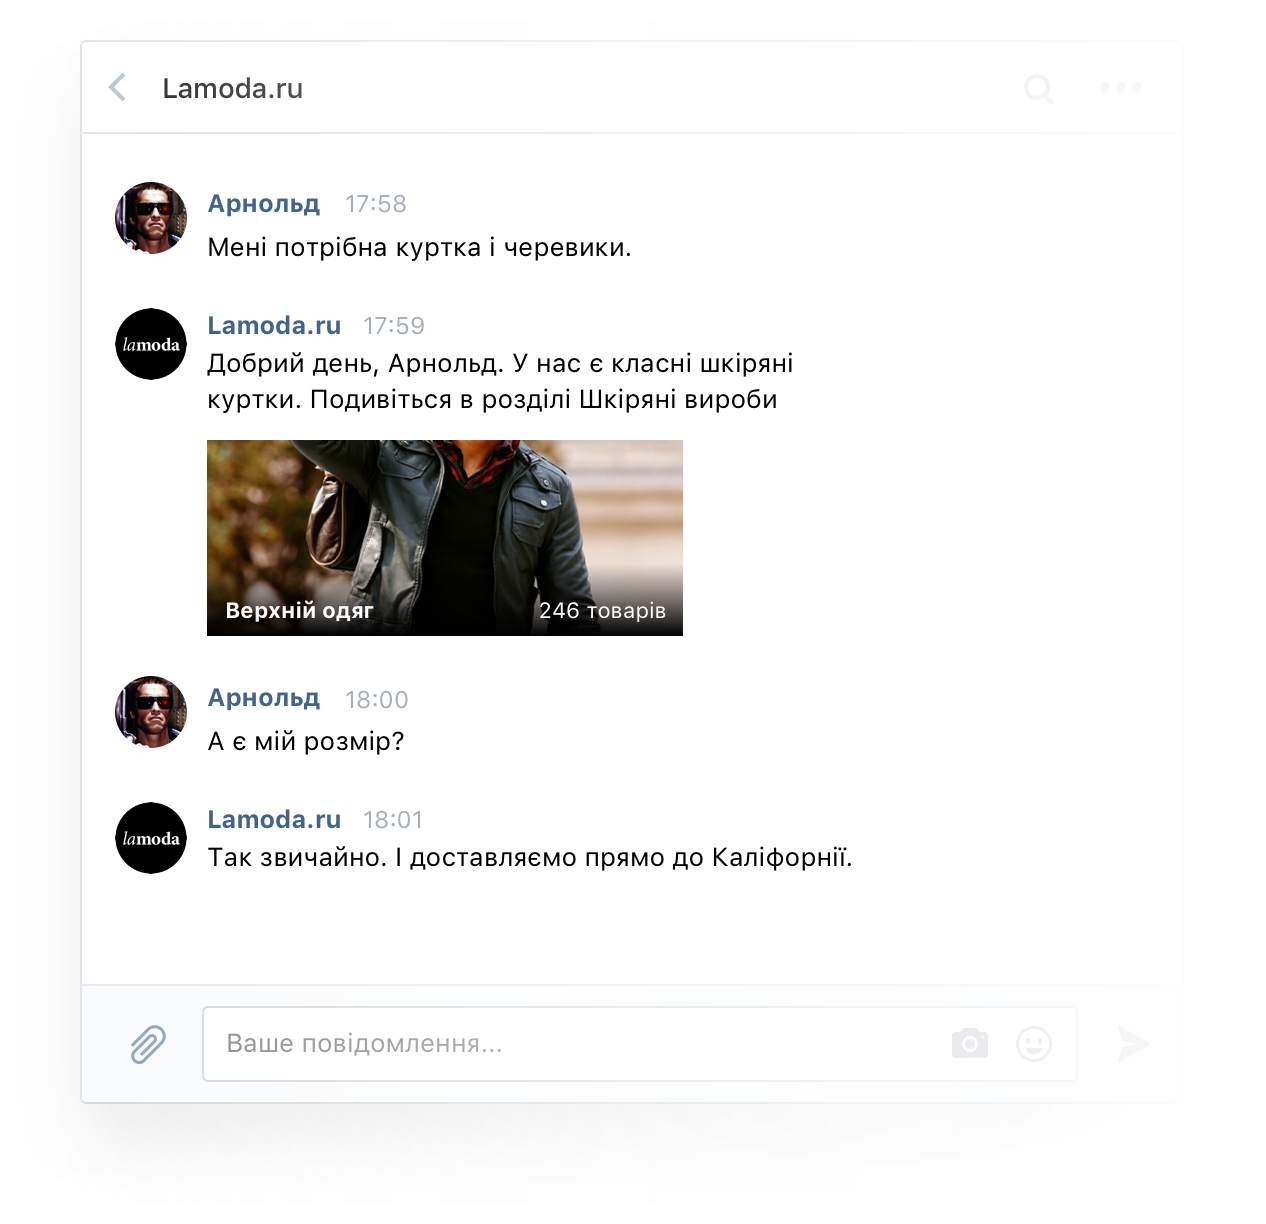 Lamoda.ru
Арнольд 17:58
Мені потрібна куртка і черевики.
lamoda
Lamoda.ru 17:59
Добрий день, Арнольд. У нас є класні шкіряні
куртки. Подивіться в розділі Шкіряні вироби
Верхній одяг 246 товарів
Арнольд 18:00
А є мій розмір?
lamoda
Lamoda.ru 18:01
Так звичайно. І доставляємо прямо до Каліфорнії.
Ваше повідомлення...